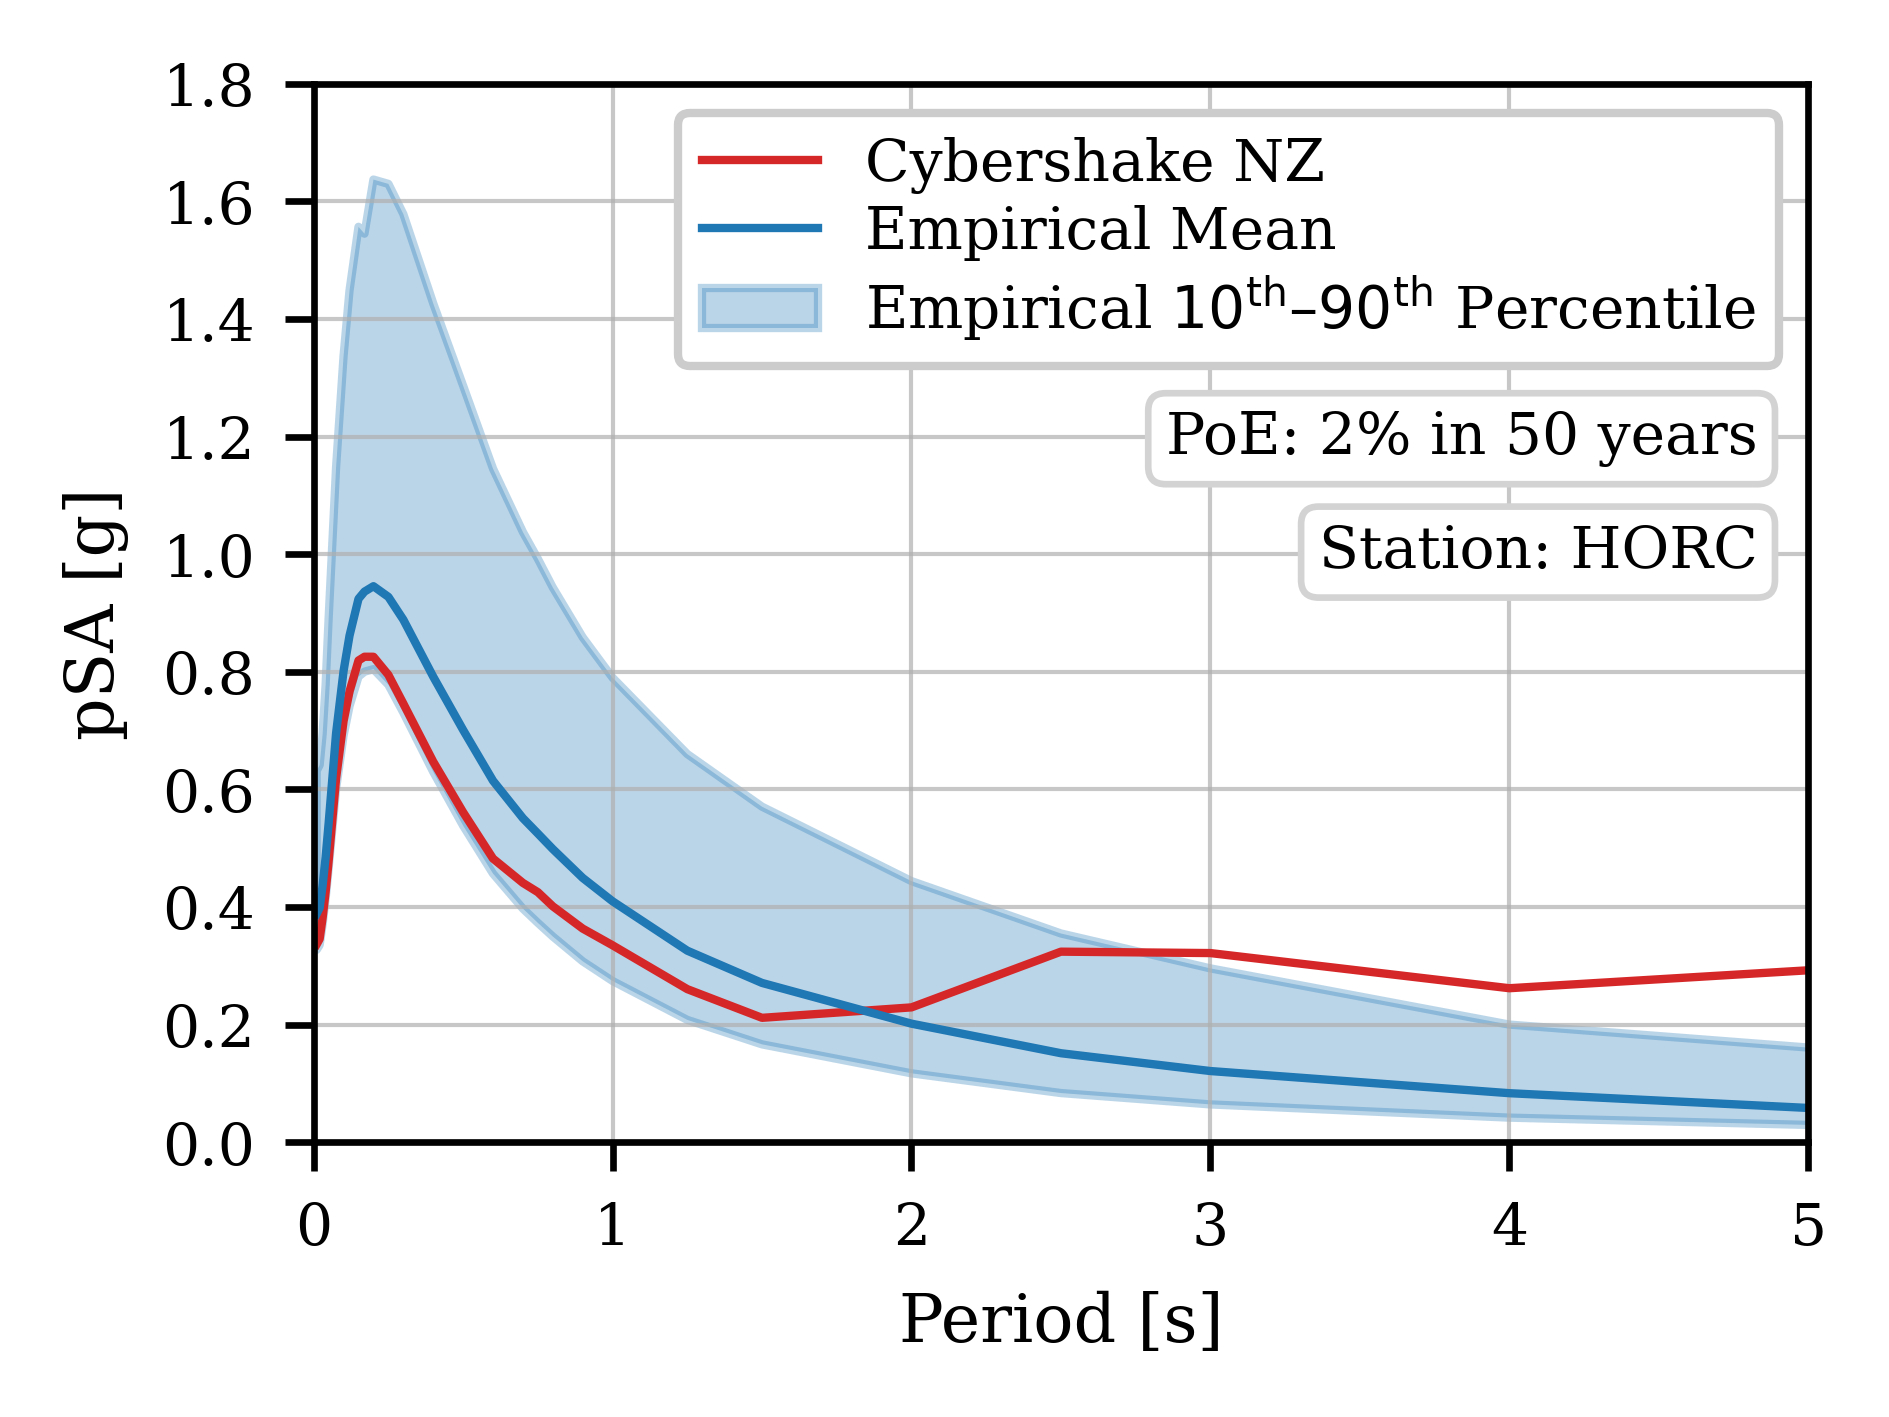 1.8
1.6
1.4
1.2
1.0
0.8
0.6
0.4
0.2
0.0
pSA [g]
Cybershake NZ
Empirical Mean
Empirical 10th–90th Percentile
PoE: 2% in 50 years
Station: HORC
0 1 2 3 4 5
Period [s]